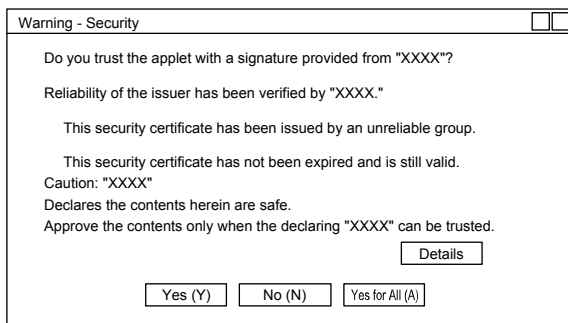 Warning - Security
Do you trust the applet with a signature provided from "XXXX"?
Reliability of the issuer has been verified by "XXXX."
This security certificate has been issued by an unreliable group.
This security certificate has not been expired and is still valid.
Caution: "XXXX"
Declares the contents herein are safe.
Approve the contents only when the declaring "XXXX" can be trusted.
Details
Yes (Y) No (N) Yes for All (A)